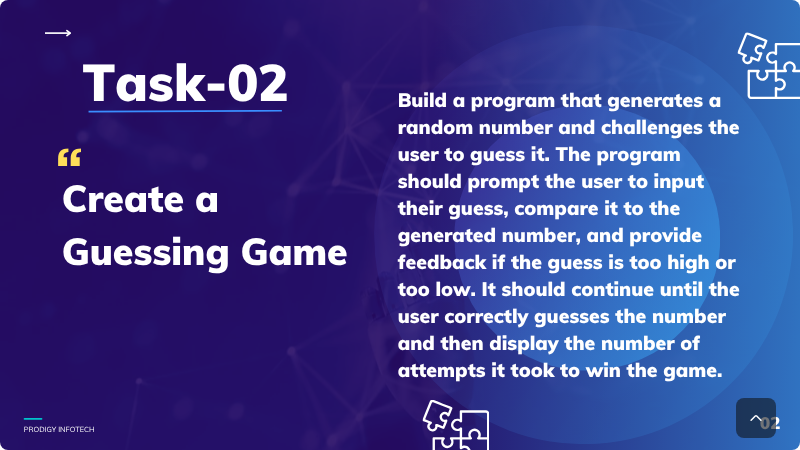 Task-02
“
Create a
Guessing Game
Build a program that generates a
random number and challenges the
user to guess it. The program
should prompt the user to input
their guess, compare it to the
generated number, and provide
feedback if the guess is too high or
too low. It should continue until the
user correctly guesses the number
and then display the number of
attempts it took to win the game.
PRODIGY INFOTECH
02